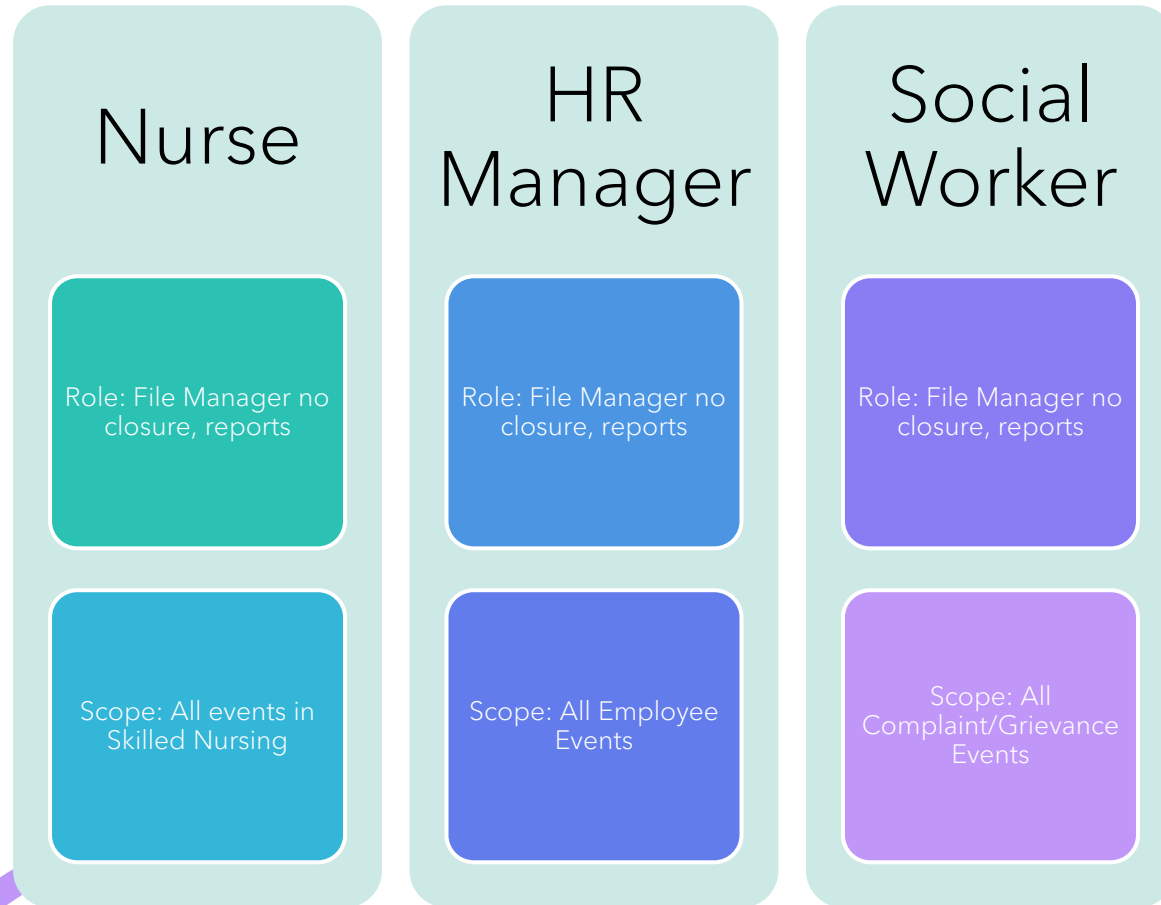 Nurse
Role: File Manager no
closure, reports
Scope: All events in
Skilled Nursing
HR
Manager
Role: File Manager no
closure, reports
Scope: All Employee
Events
Social
Worker
Role: File Manager no
closure, reports
Scope: All
Complaint/Grievance
Events